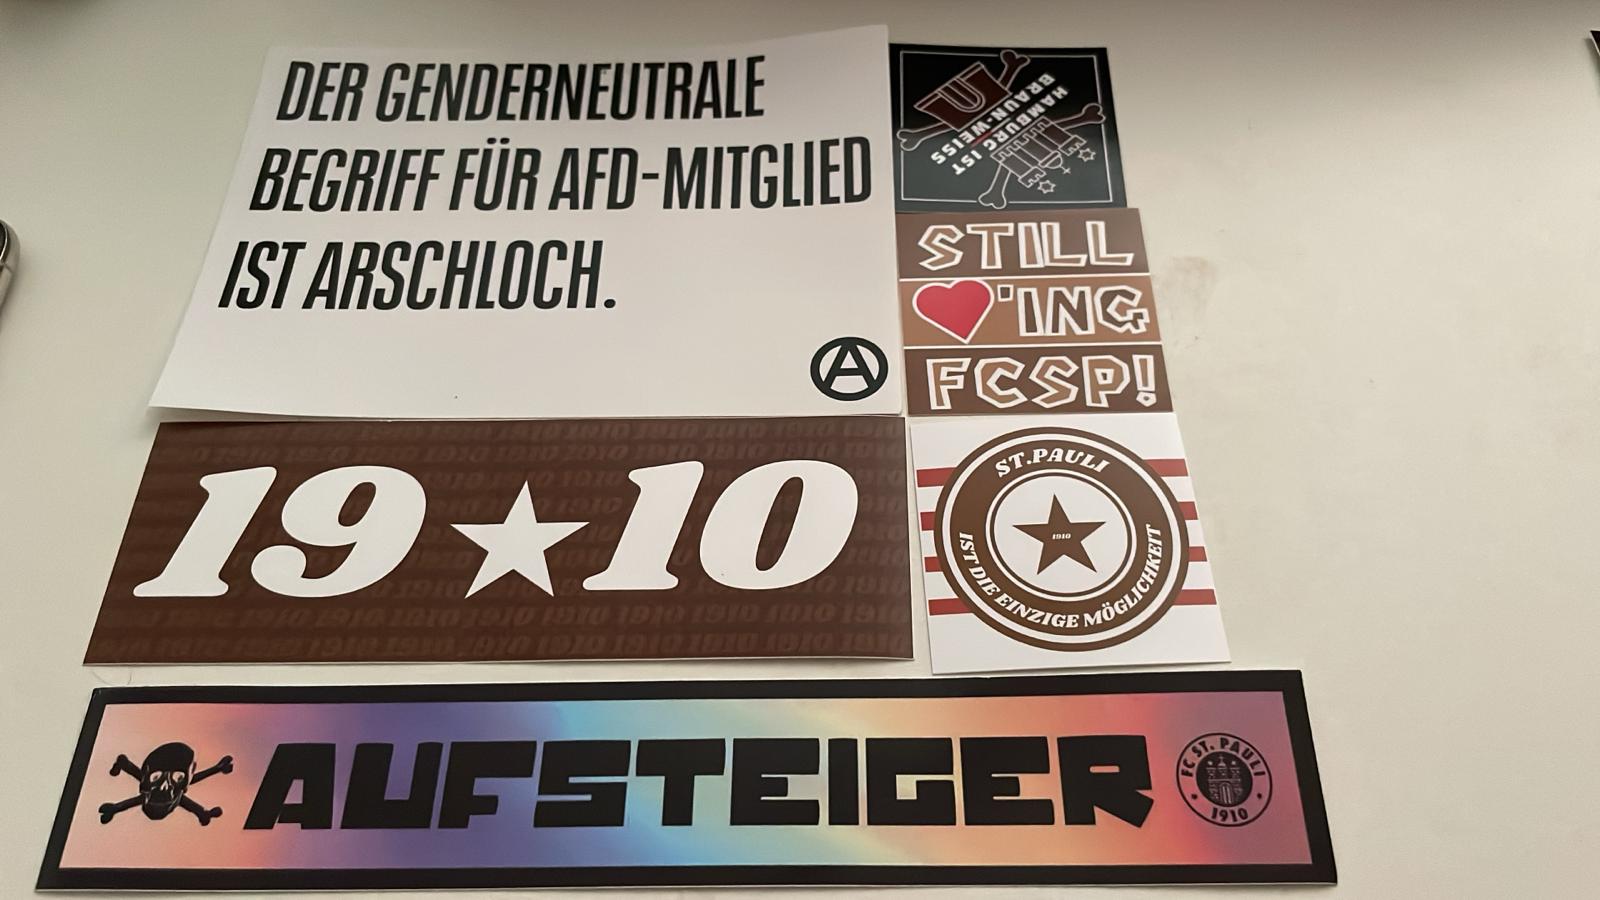 DER GENDERNEUTRALE
BEGRIFF FÜR AFD-MITGLIED
IST ARSCHLOCH.
A
HAMBURG IST
BRAUN-WEISS
U
STILL
'ING
FCSP!
19 10
ST. PAULI
1910
IST DIE EINZIGE MÖGLICHKEIT
AUFSTEIGER
FC ST. PAULI
1910